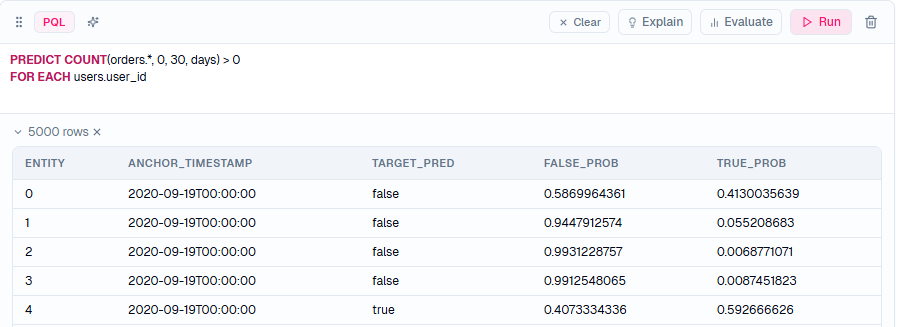 PQL Clear Explain Evaluate Run
PREDICT COUNT(orders.*, 0, 30, days) > 0
FOR EACH users.user_id
5000 rows
ENTITY ANCHOR_TIMESTAMP TARGET_PRED FALSE_PROB TRUE_PROB
0 2020-09-19T00:00:00 false 0.5869964361 0.4130035639
1 2020-09-19T00:00:00 false 0.9447912574 0.055208683
2 2020-09-19T00:00:00 false 0.9931228757 0.0068771071
3 2020-09-19T00:00:00 false 0.9912548065 0.0087451823
4 2020-09-19T00:00:00 true 0.4073334336 0.592666626